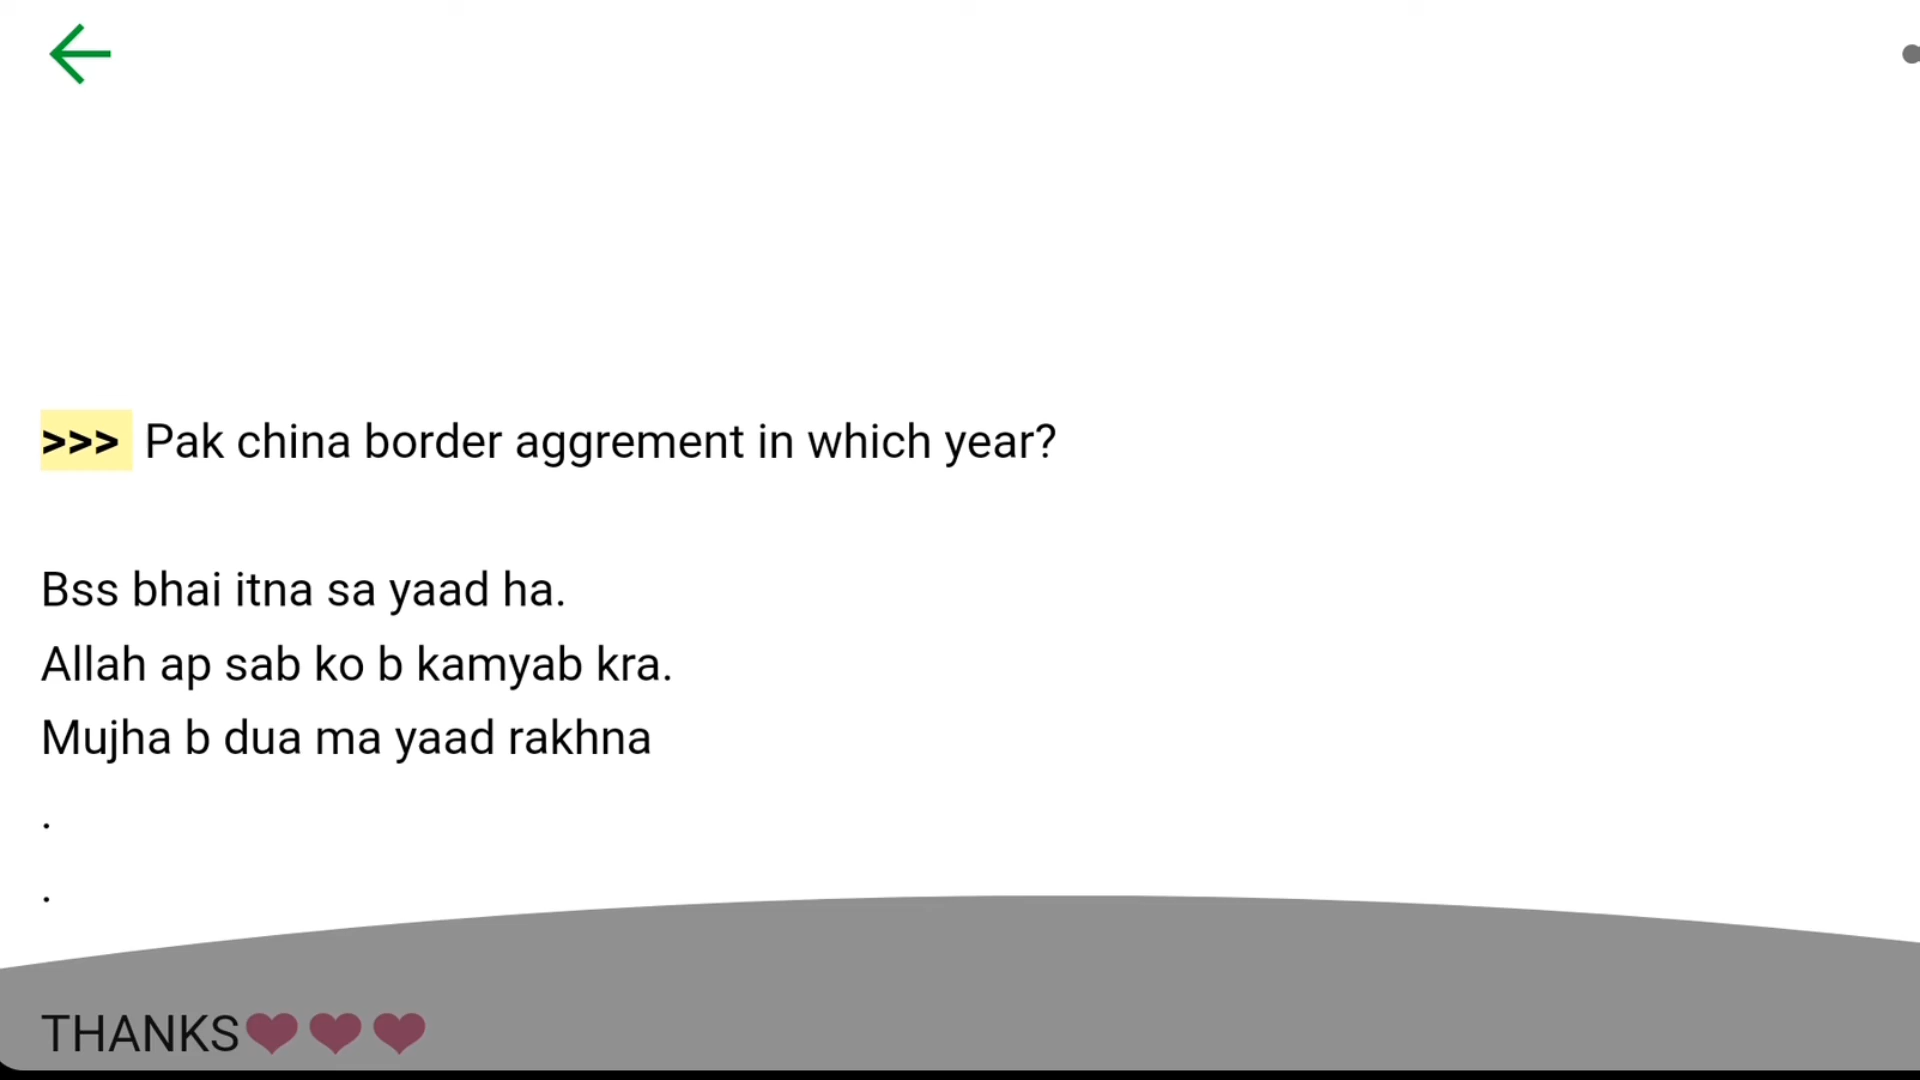 >>> Pak china border aggrement in which year?
Bss bhai itna sa yaad ha.
Allah ap sab ko b kamyab kra.
Mujha b dua ma yaad rakhna
.
.
THANKS❤❤❤